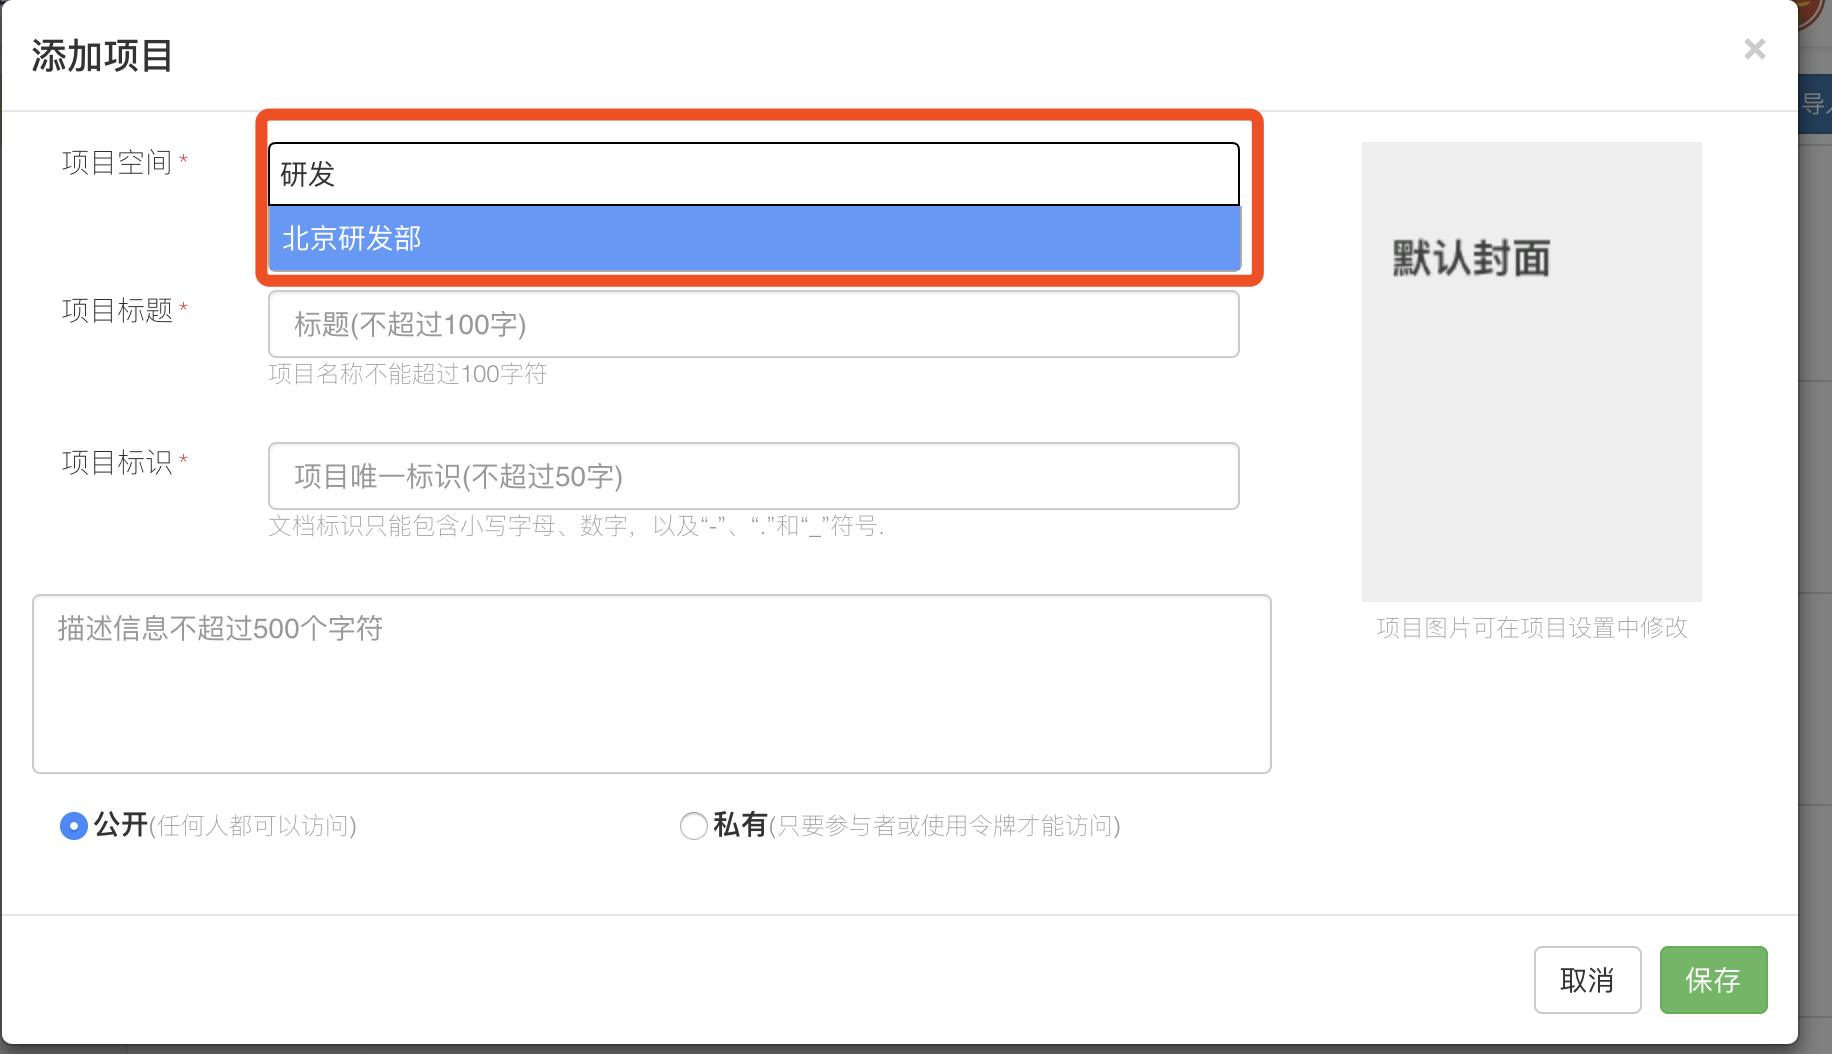 添加项目
×
导
项目空间 *
研发
北京研发部
默认封面
项目标题 *
标题(不超过100字)
项目名称不能超过100字符
项目标识 *
项目唯一标识(不超过50字)
文档标识只能包含小写字母、数字，以及“-”、“.”和“_”符号.
描述信息不超过500个字符
项目图片可在项目设置中修改
公开(任何人都可以访问)
私有(只要参与者或使用令牌才能访问)
取消
保存